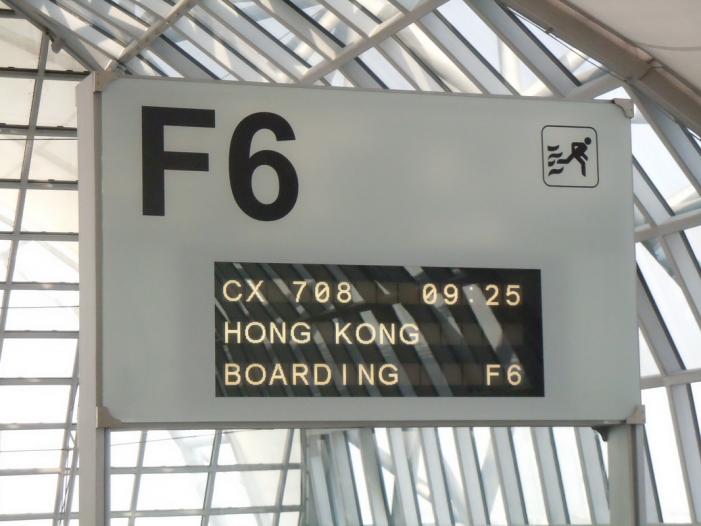 F6
CX 708 09:25
HONG KONG
BOARDING F6